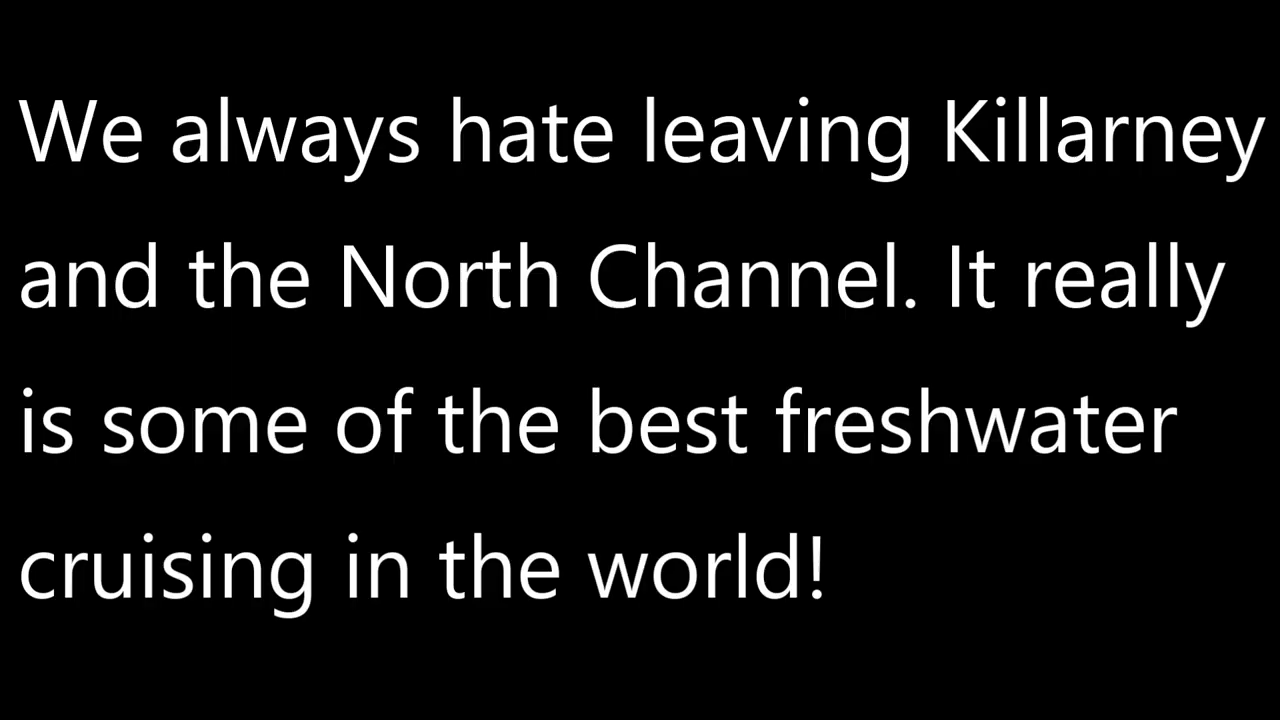 We always hate leaving Killarney
and the North Channel. It really
is some of the best freshwater
cruising in the world!